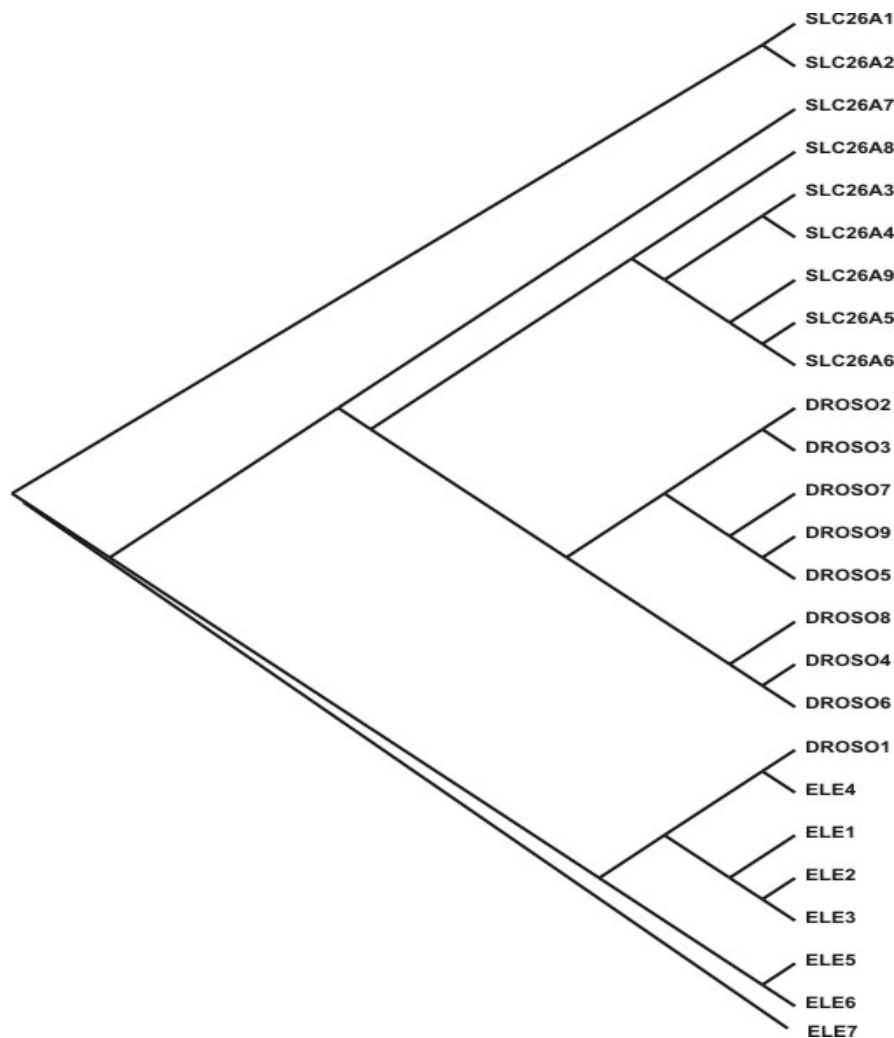 SLC26A1
SLC26A2
SLC26A7
SLC26A8
SLC26A3
SLC26A4
SLC26A9
SLC26A5
SLC26A6
DROSO2
DROSO3
DROSO7
DROSO9
DROSO5
DROSO8
DROSO4
DROSO6
DROSO1
ELE4
ELE1
ELE2
ELE3
ELE5
ELE6
ELE7